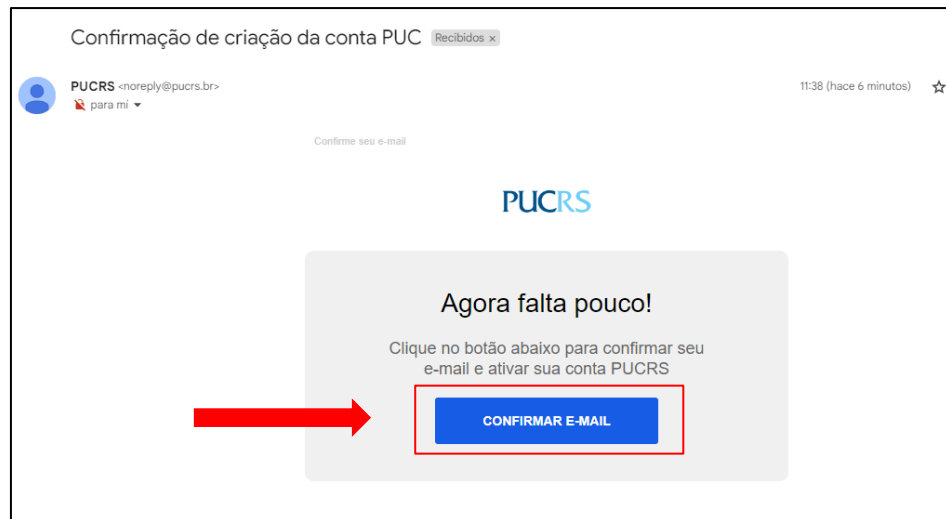 Confirmação de criação da conta PUC Recibidos x
PUCRS <noreply@pucrs.br> 11:38 (hace 6 minutos)
para mí
Confirme seu e-mail
PUCRS
Agora falta pouco!
Clique no botão abaixo para confirmar seu
e-mail e ativar sua conta PUCRS
CONFIRMAR E-MAIL